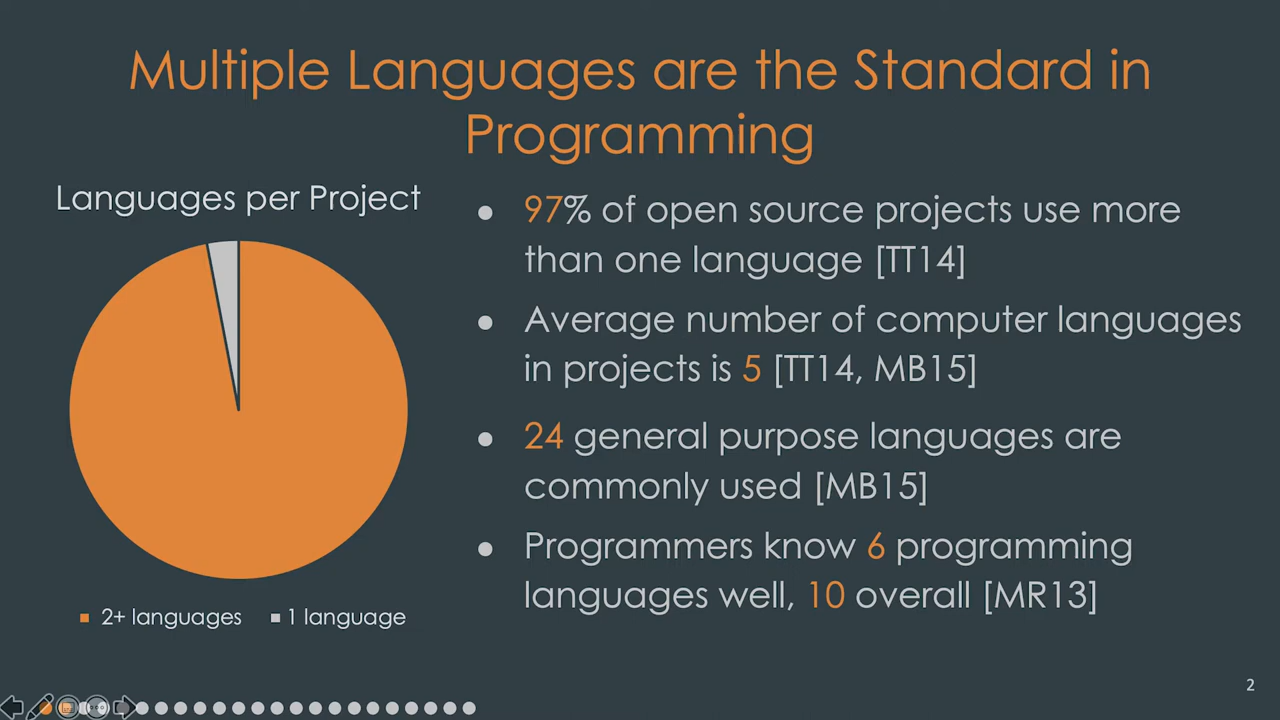 Multiple Languages are the Standard in
Programming
Languages per Project
2+ languages
1 language
● 97% of open source projects use more
than one language [TT14]
● Average number of computer languages
in projects is 5 [TT14, MB15]
● 24 general purpose languages are
commonly used [MB15]
● Programmers know 6 programming
languages well, 10 overall [MR13]
2